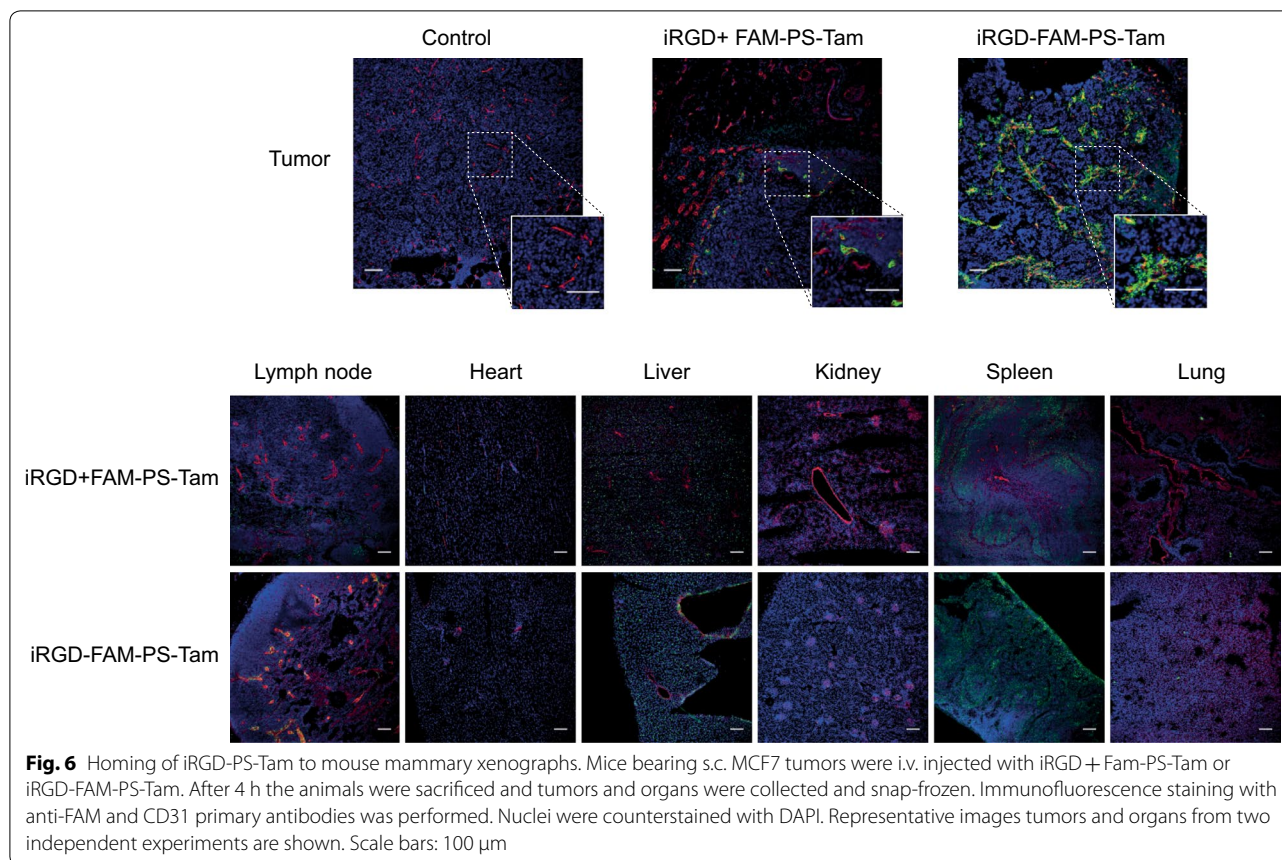 Control
iRGD+ FAM-PS-Tam
iRGD-FAM-PS-Tam
Tumor
Lymph node
Heart
Liver
Kidney
Spleen
Lung
iRGD+FAM-PS-Tam
iRGD-FAM-PS-Tam
Fig. 6 Homing of iRGD-PS-Tam to mouse mammary xenographs. Mice bearing s.c. MCF7 tumors were i.v. injected with iRGD + Fam-PS-Tam or
iRGD-FAM-PS-Tam. After 4 h the animals were sacrificed and tumors and organs were collected and snap-frozen. Immunofluorescence staining with
anti-FAM and CD31 primary antibodies was performed. Nuclei were counterstained with DAPI. Representative images tumors and organs from two
independent experiments are shown. Scale bars: 100 μm